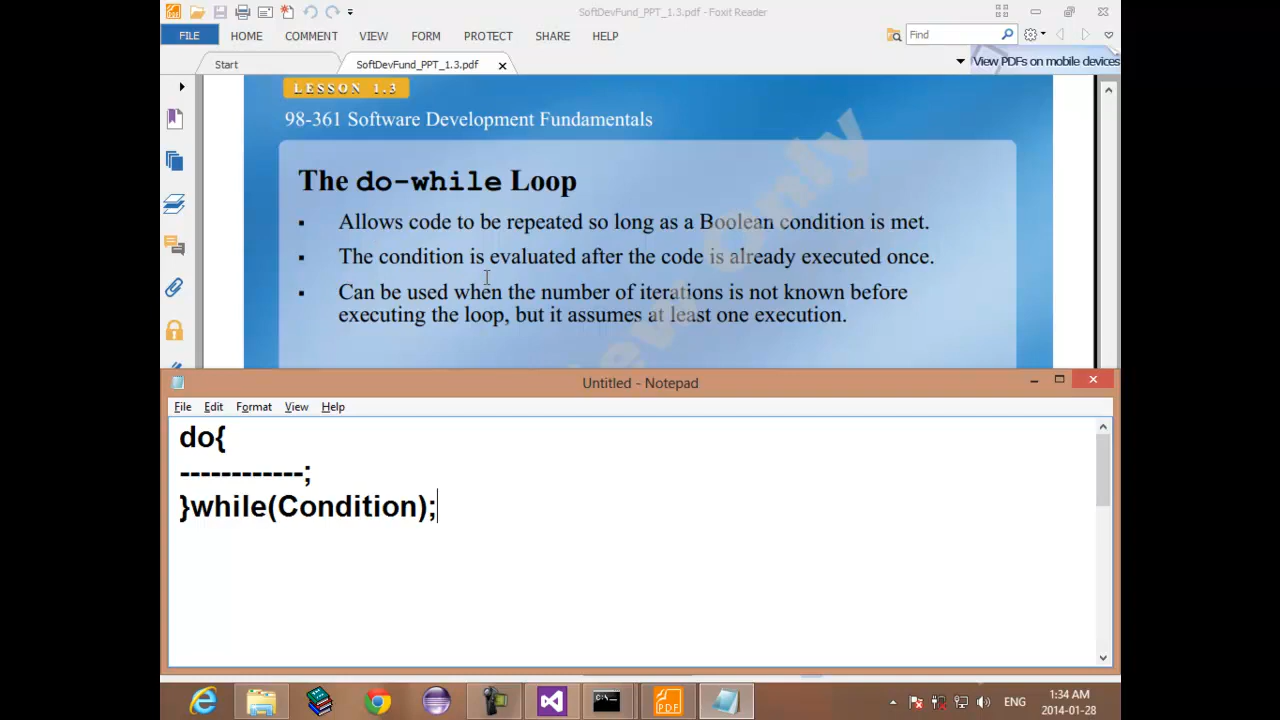 SoftDevFund_PPT_1.3.pdf - Foxit Reader
FILE HOME COMMENT VIEW FORM PROTECT SHARE HELP
Find
Start
SoftDevFund_PPT_1.3.pdf
View PDFs on mobile devices
LESSON 1.3
98-361 Software Development Fundamentals
The do-while Loop
▪ Allows code to be repeated so long as a Boolean condition is met.
▪ The condition is evaluated after the code is already executed once.
▪ Can be used when the number of iterations is not known before
executing the loop, but it assumes at least one execution.
Untitled - Notepad
File Edit Format View Help
do{
------------;
}while(Condition);
PDF
ENG
1:34 AM
2014-01-28